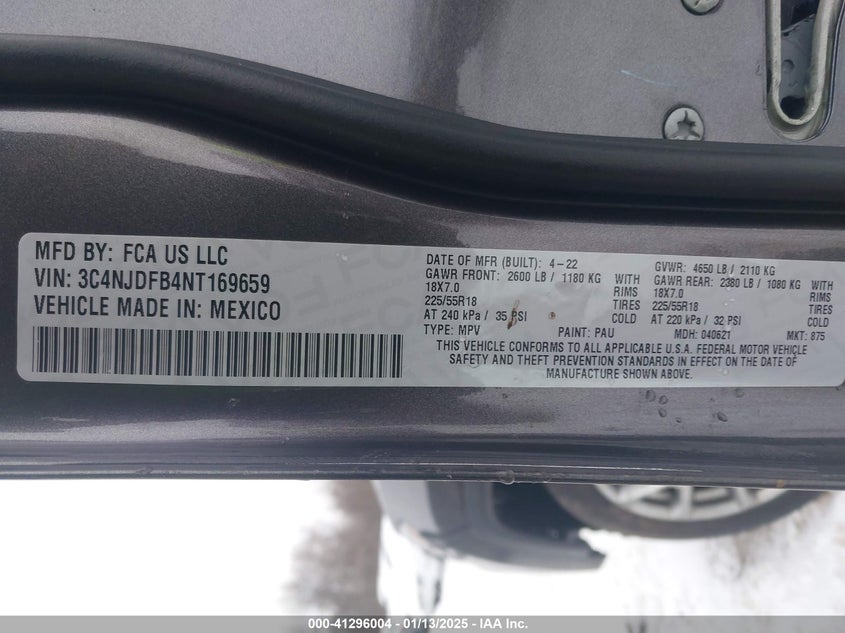 MFD BY: FCA US LLC
VIN: 3C4NJDFB4NT169659
VEHICLE MADE IN: MEXICO
DATE OF MFR (BUILT): 4-22 GVWR: 4650 LB / 2110 KG
GAWR FRONT: 2600 LB / 1180 KG WITH GAWR REAR: 2380 LB / 1080 KG WITH
18X7.0 RIMS 18X7.0 RIMS
225/55R18 TIRES 225/55R18 TIRES
AT 240 kPa / 35 PSI COLD AT 220 kPa / 32 PSI COLD
TYPE: MPV PAINT: PAU MDH: 040621 MKT: 875
THIS VEHICLE CONFORMS TO ALL APPLICABLE U.S.A. FEDERAL MOTOR VEHICLE
SAFETY AND THEFT PREVENTION STANDARDS IN EFFECT ON THE DATE OF
MANUFACTURE SHOWN ABOVE.
000-41296004 - 01/13/2025 - IAA Inc.